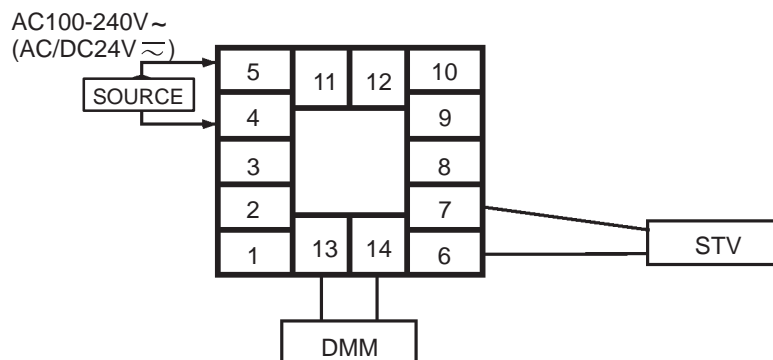 AC100-240V~
(AC/DC24V⎓~)
SOURCE
5
11
12
10
4
9
3
8
2
7
1
13
14
6
STV
DMM